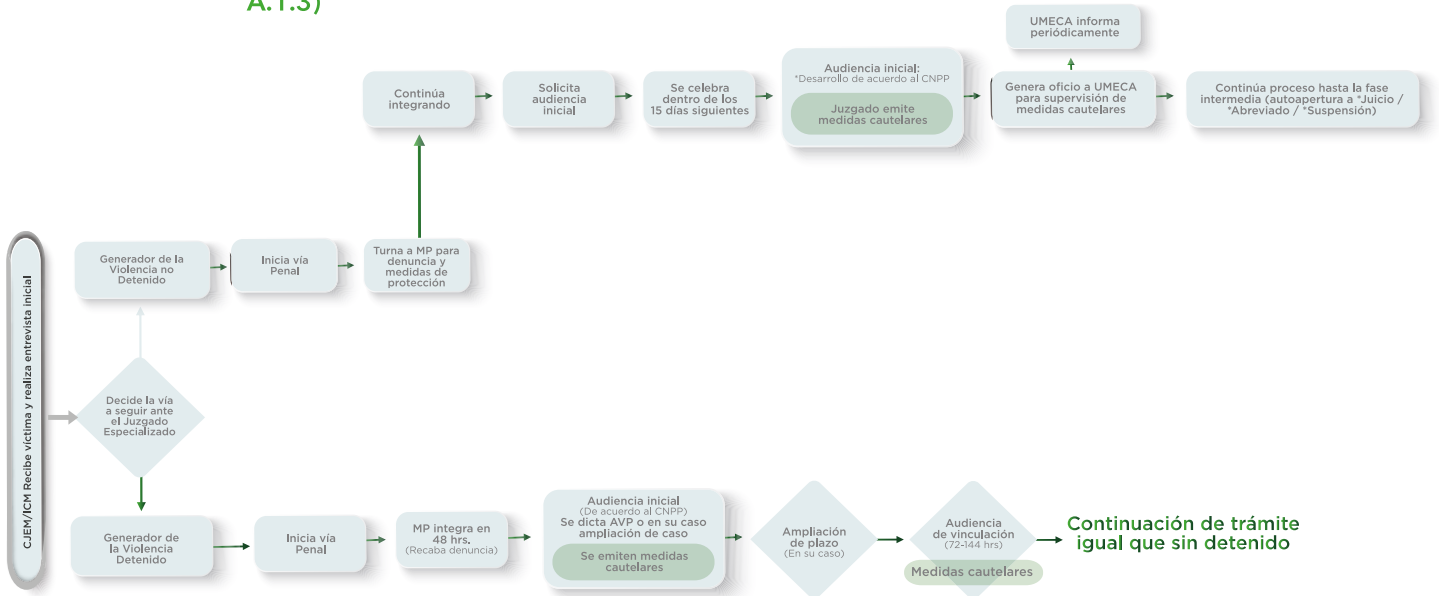 A.1.3)
UMECA informa
periódicamente
Continúa
integrando
Solicita
audiencia
inicial
Se celebra
dentro de los
15 días siguientes
Audiencia inicial:
*Desarrollo de acuerdo al CNPP
Juzgado emite
medidas cautelares
Genera oficio a UMECA
para supervisión de
medidas cautelares
Continúa proceso hasta la fase
intermedia (autoapertura a *Juicio /
*Abreviado / *Suspensión)
CJEM/ICM Recibe víctima y realiza entrevista inicial
Generador de la
Violencia no
Detenido
Inicia vía
Penal
Turna a MP para
denuncia y
medidas de
protección
Decide la vía
a seguir ante
el Juzgado
Especializado
Generador de
la Violencia
Detenido
Inicia vía
Penal
MP integra en
48 hrs.
(Recaba denuncia)
Audiencia inicial
(De acuerdo al CNPP)
Se dicta AVP o en su caso
ampliación de caso
Se emiten medidas
cautelares
Ampliación
de plazo
(En su caso)
Audiencia
de vinculación
(72-144 hrs)
Medidas cautelares
Continuación de trámite
igual que sin detenido